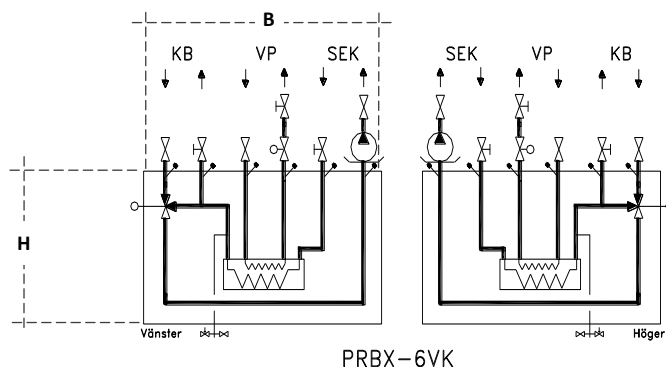 B
KB VP SEK SEK VP KB
H
Vänster Höger
PRBX-6VK